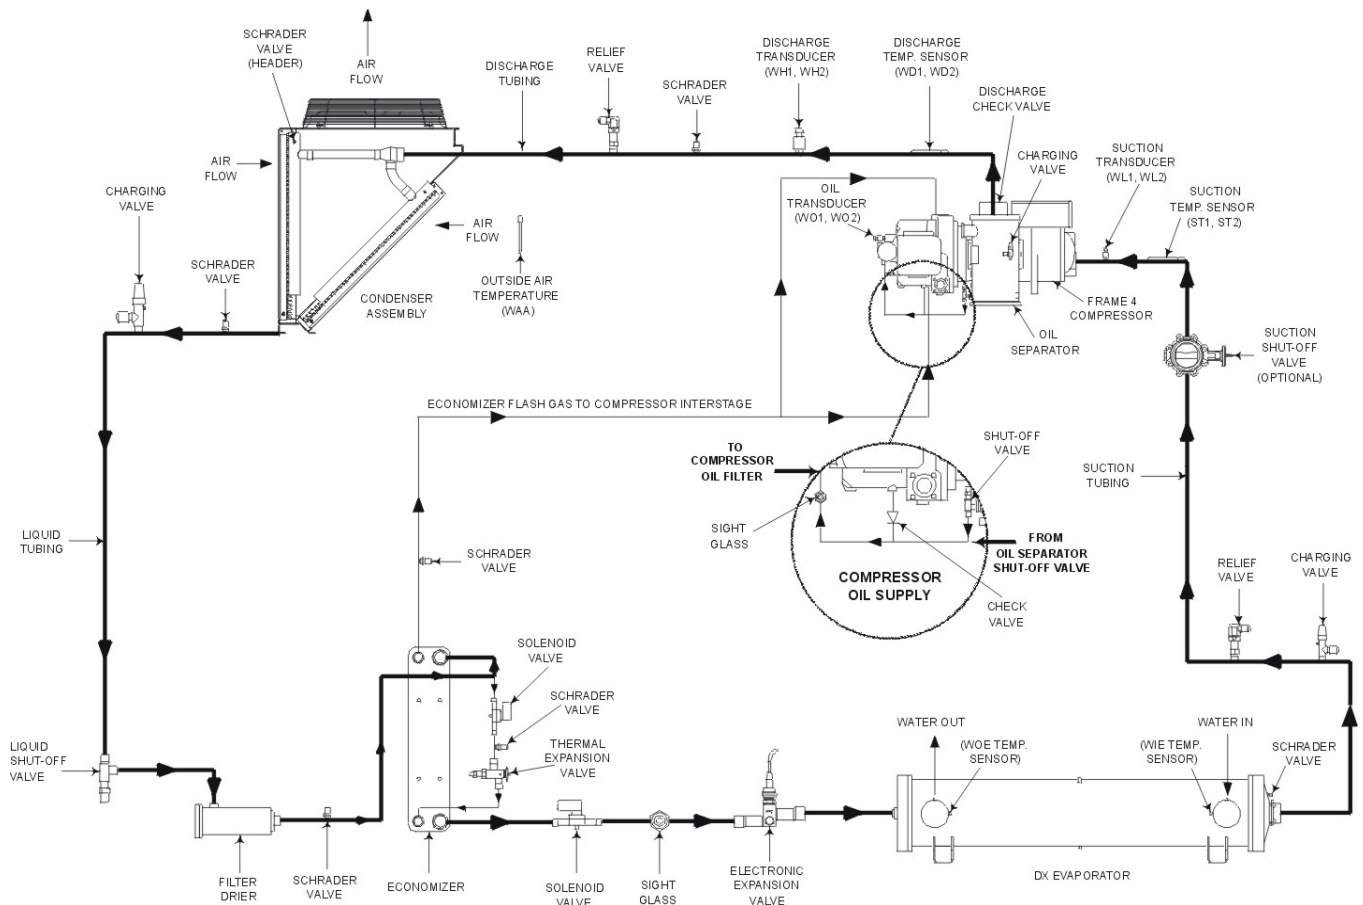 SCHRADER
VALVE
(HEADER)
AIR
FLOW
DISCHARGE
TUBING
RELIEF
VALVE
SCHRADER
VALVE
DISCHARGE
TRANSDUCER
(WH1, WH2)
DISCHARGE
TEMP. SENSOR
(WD1, WD2)
DISCHARGE
CHECK VALVE
CHARGING
VALVE
SUCTION
TRANSDUCER
(WL1, WL2)
SUCTION
TEMP. SENSOR
(ST1, ST2)
AIR
FLOW
CHARGING
VALVE
SCHRADER
VALVE
AIR
FLOW
OUTSIDE AIR
TEMPERATURE
(WAA)
CONDENSER
ASSEMBLY
OIL
TRANSDUCER
(WO1, WO2)
FRAME 4
COMPRESSOR
OIL
SEPARATOR
SUCTION
SHUT-OFF
VALVE
(OPTIONAL)
ECONOMIZER FLASH GAS TO COMPRESSOR INTERSTAGE
TO
COMPRESSOR
OIL FILTER
SHUT-OFF
VALVE
SIGHT
GLASS
FROM
OIL SEPARATOR
SHUT-OFF VALVE
COMPRESSOR
OIL SUPPLY
CHECK
VALVE
SUCTION
TUBING
LIQUID
TUBING
SCHRADER
VALVE
RELIEF
VALVE
CHARGING
VALVE
SOLENOID
VALVE
SCHRADER
VALVE
THERMAL
EXPANSION
VALVE
LIQUID
SHUT-OFF
VALVE
WATER OUT
(WOE TEMP.
SENSOR)
WATER IN
(WIE TEMP.
SENSOR)
SCHRADER
VALVE
FILTER
DRIER
SCHRADER
VALVE
ECONOMIZER
SOLENOID
VALVE
SIGHT
GLASS
ELECTRONIC
EXPANSION
VALVE
DX EVAPORATOR